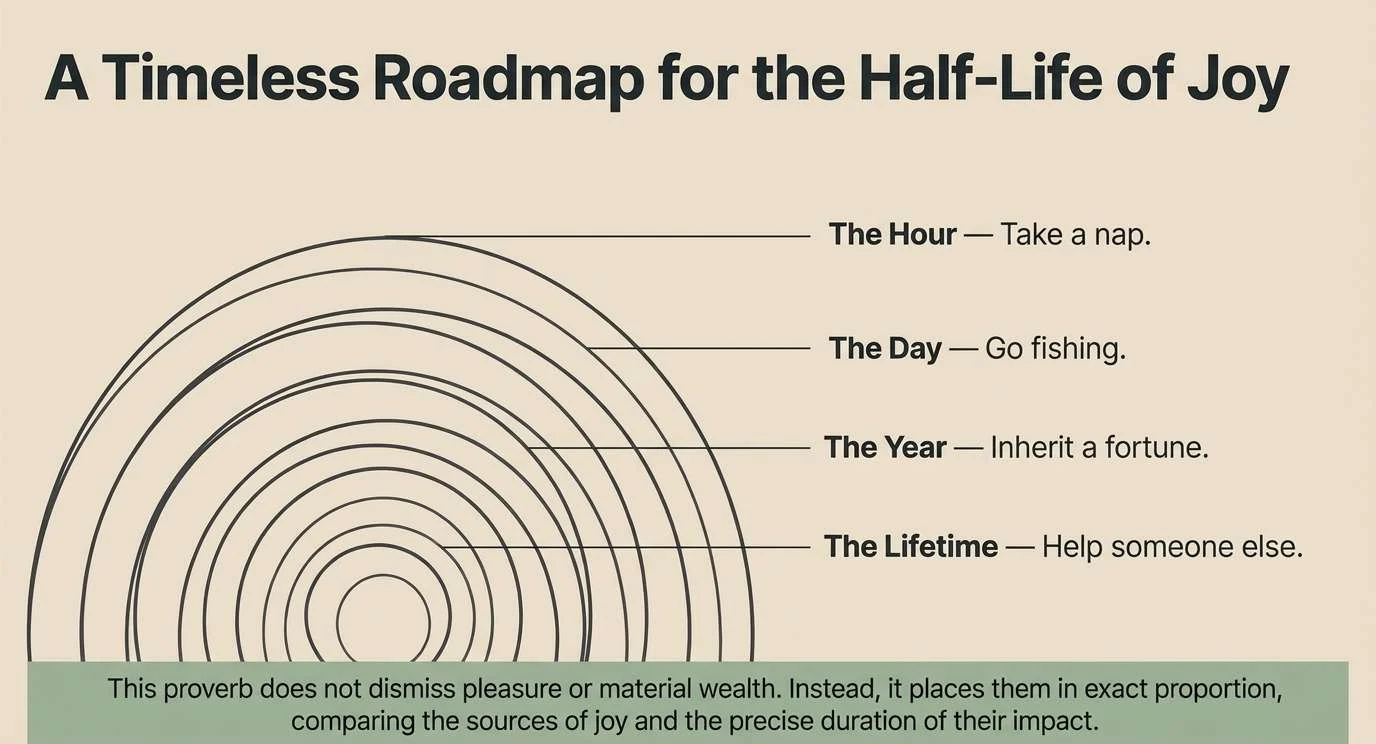 A Timeless Roadmap for the Half-Life of Joy
The Hour — Take a nap.
The Day — Go fishing.
The Year — Inherit a fortune.
The Lifetime — Help someone else.
This proverb does not dismiss pleasure or material wealth. Instead, it places them in exact proportion,
comparing the sources of joy and the precise duration of their impact.